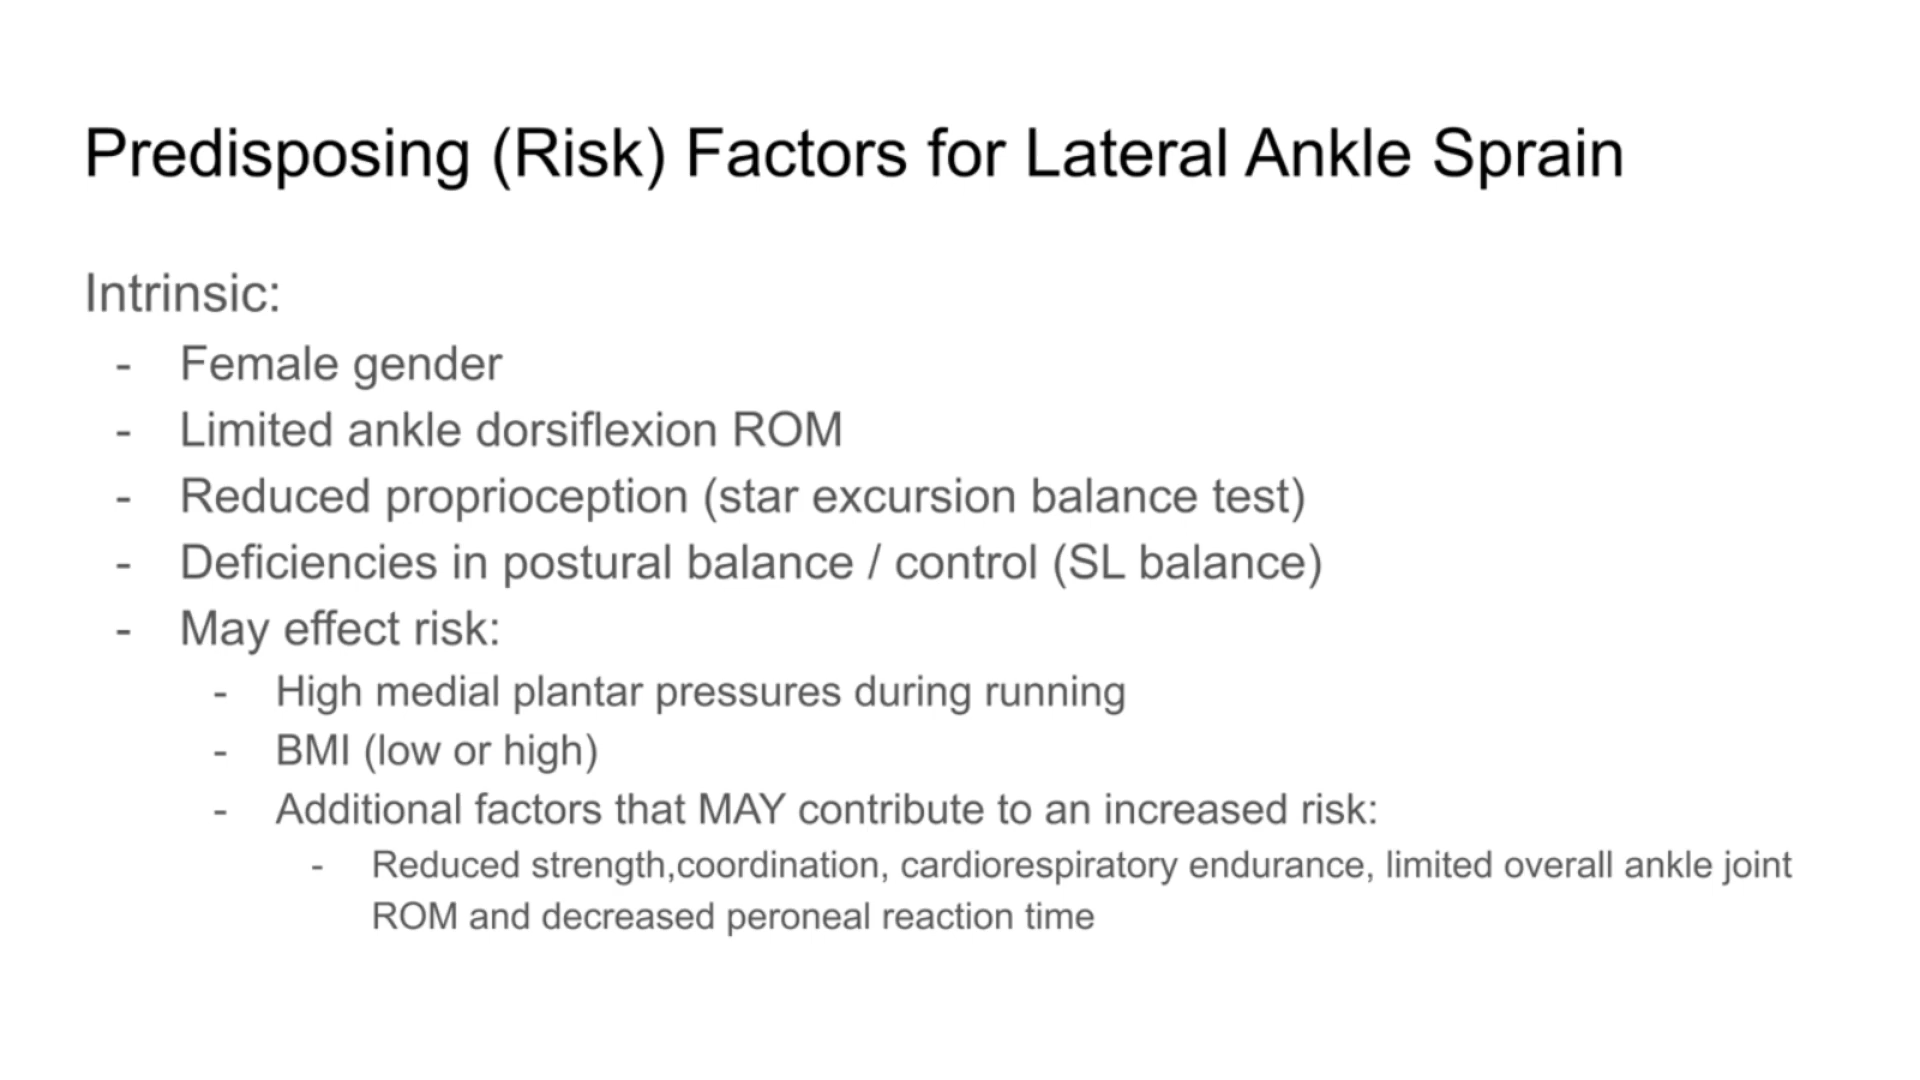 Predisposing (Risk) Factors for Lateral Ankle Sprain
Intrinsic:
- Female gender
- Limited ankle dorsiflexion ROM
- Reduced proprioception (star excursion balance test)
- Deficiencies in postural balance / control (SL balance)
- May effect risk:
- High medial plantar pressures during running
- BMI (low or high)
- Additional factors that MAY contribute to an increased risk:
- Reduced strength,coordination, cardiorespiratory endurance, limited overall ankle joint
ROM and decreased peroneal reaction time